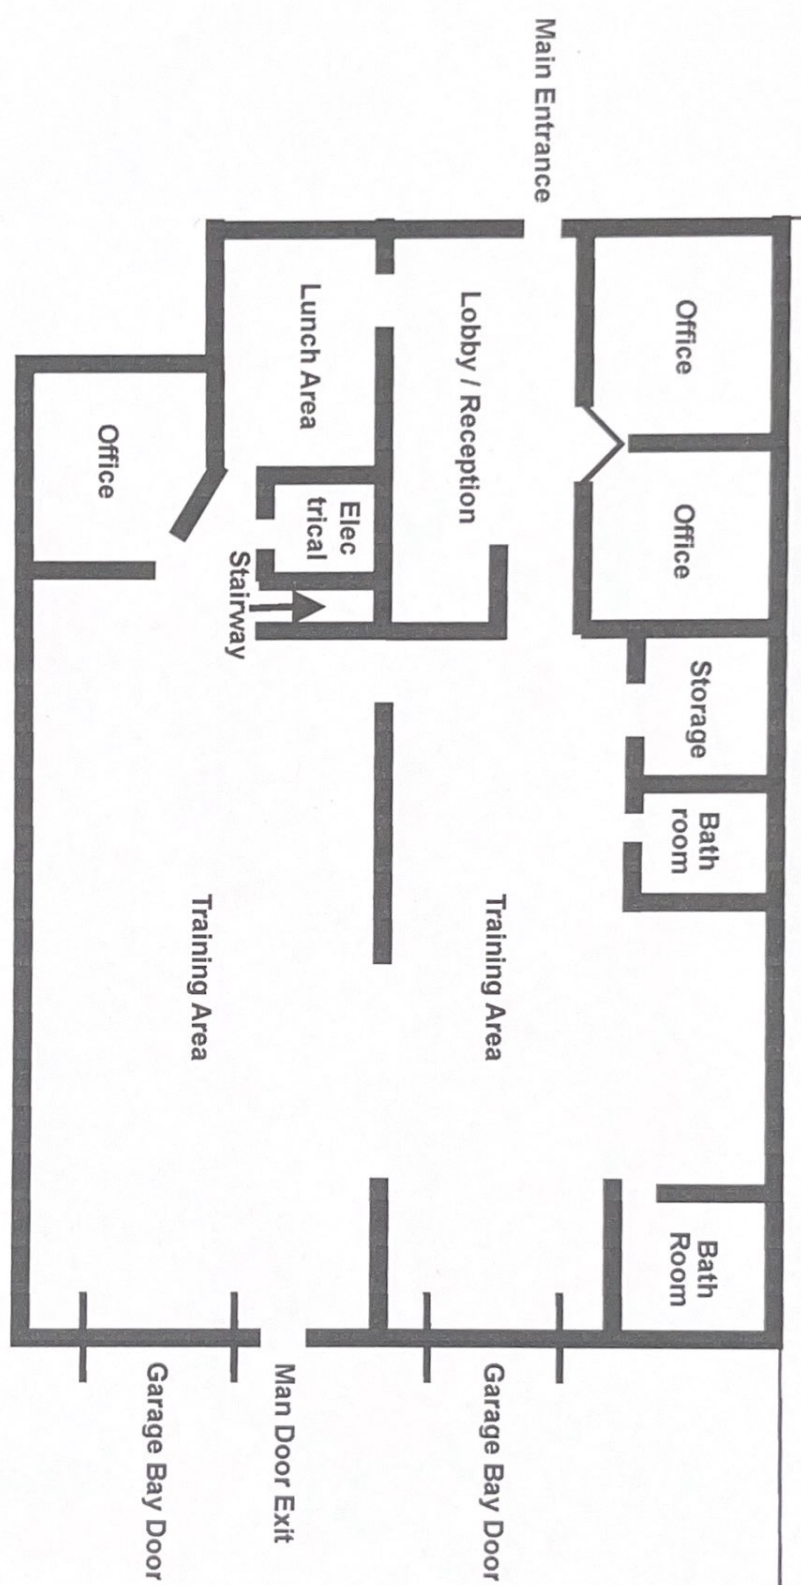 Main Entrance
Office
Office
Storage
Bath
room
Bath
Room
Lobby / Reception
Training Area
Garage Bay Door
Lunch Area
Elec
trical
Stairway
Man Door Exit
Office
Training Area
Garage Bay Door